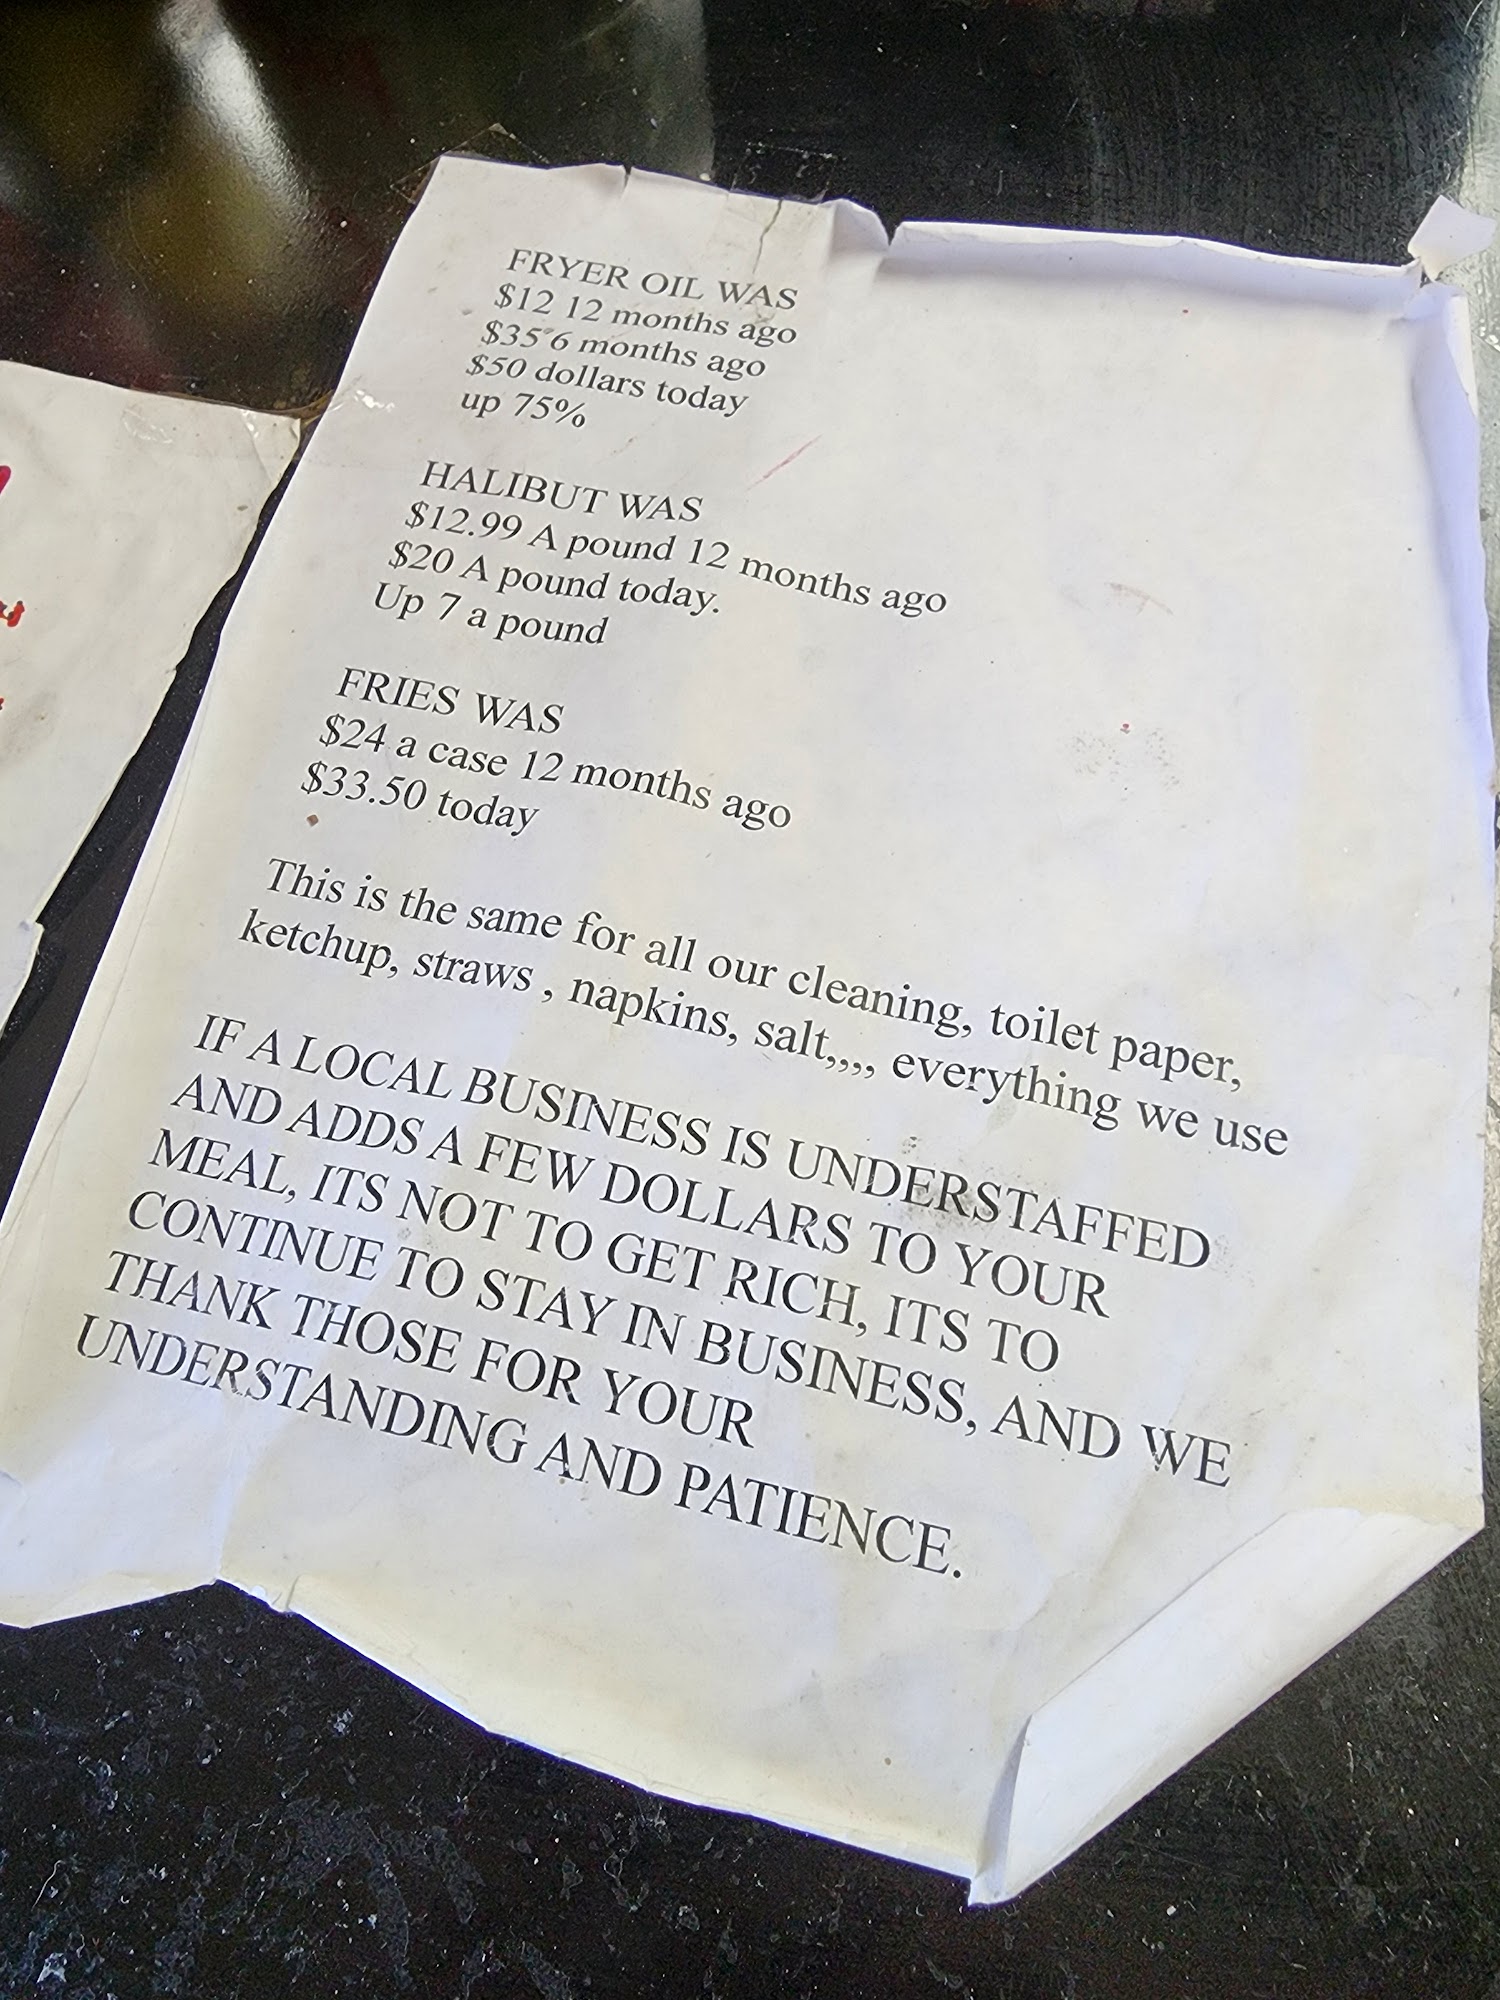 FRYER OIL WAS
$12 12 months ago
$35 6 months ago
$50 dollars today
up 75%
HALIBUT WAS
$12.99 A pound 12 months ago
$20 A pound today.
Up 7 a pound
FRIES WAS
$24 a case 12 months ago
$33.50 today
This is the same for all our cleaning, toilet paper,
ketchup, straws , napkins, salt,,,, everything we use
IF A LOCAL BUSINESS IS UNDERSTAFFED
AND ADDS A FEW DOLLARS TO YOUR
MEAL, ITS NOT TO GET RICH, ITS TO
CONTINUE TO STAY IN BUSINESS, AND WE
THANK THOSE FOR YOUR
UNDERSTANDING AND PATIENCE.